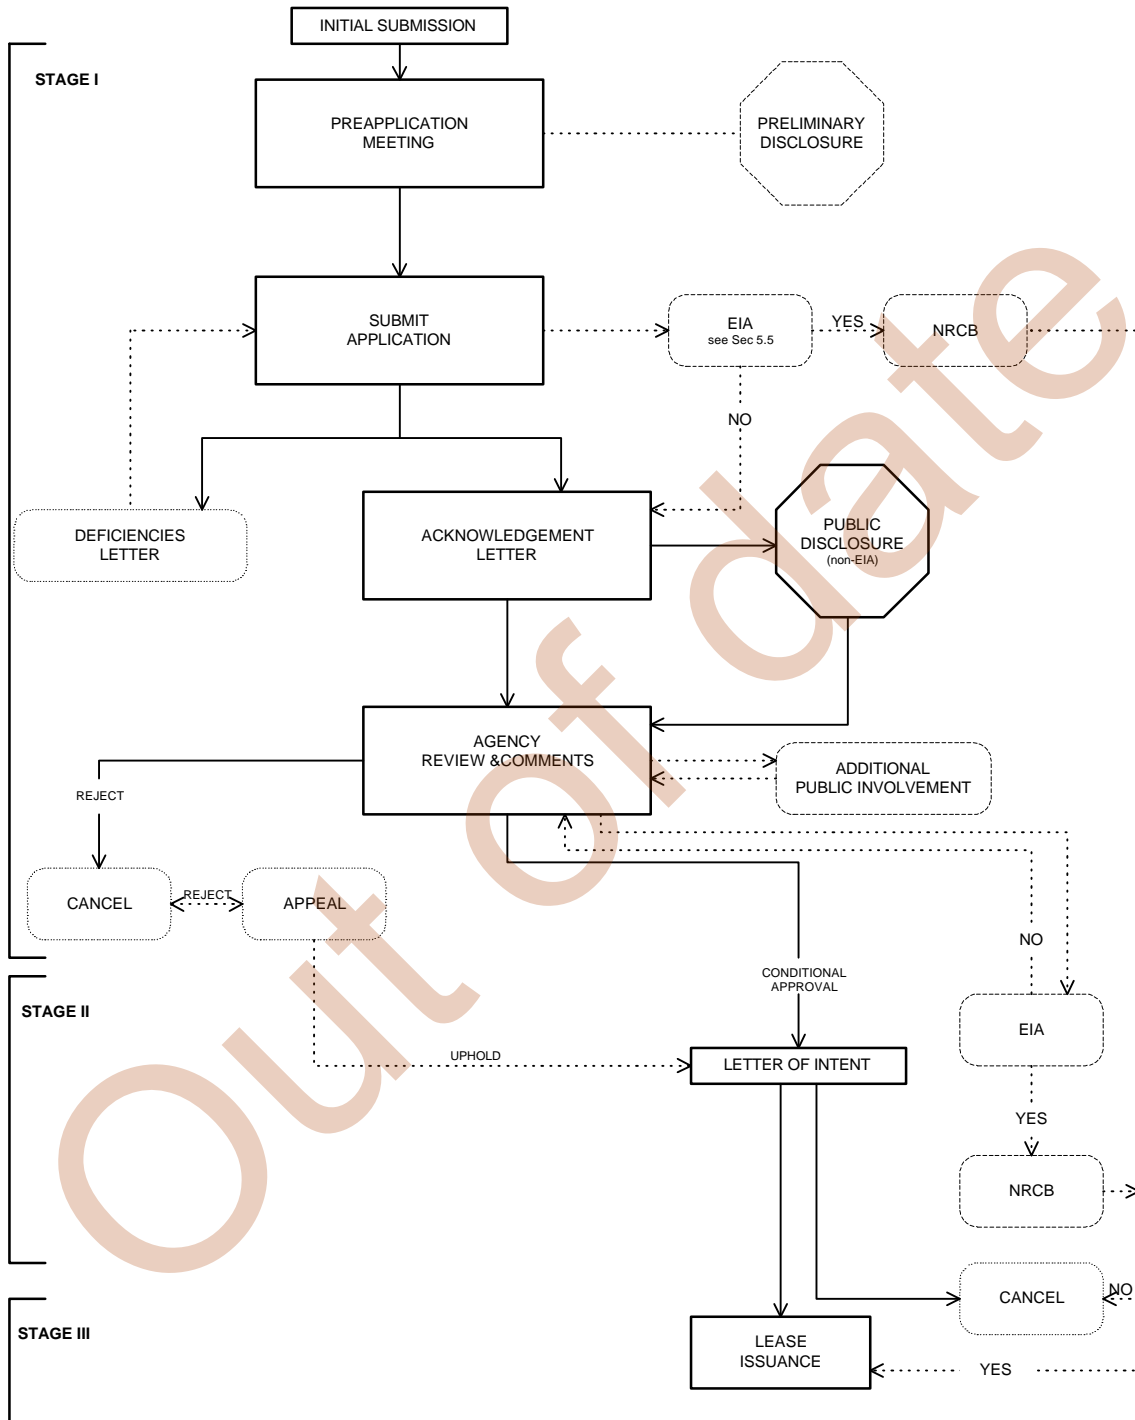 INITIAL SUBMISSION
STAGE I
PREAPPLICATION
MEETING
PRELIMINARY
DISCLOSURE
SUBMIT
APPLICATION
EIA
see Sec 5.5
YES
NRCB
NO
DEFICIENCIES
LETTER
ACKNOWLEDGEMENT
LETTER
PUBLIC
DISCLOSURE
(non-EIA)
AGENCY
REVIEW &COMMENTS
ADDITIONAL
PUBLIC INVOLVEMENT
REJECT
CANCEL
REJECT
APPEAL
NO
CONDITIONAL
APPROVAL
STAGE II
EIA
UPHOLD
LETTER OF INTENT
YES
NRCB
CANCEL
NO
STAGE III
LEASE
ISSUANCE
YES
Out of date